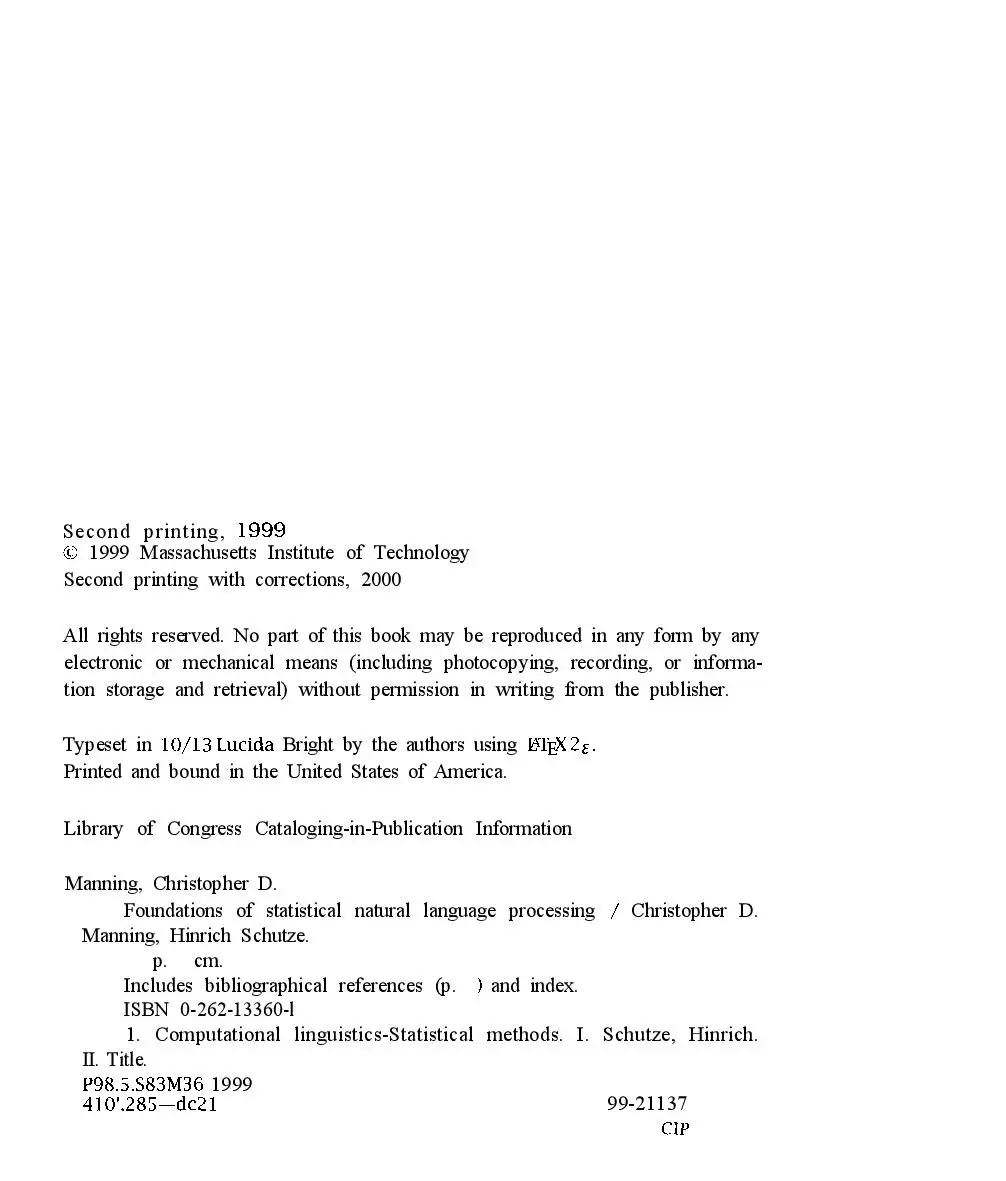 Second printing, 1999
© 1999 Massachusetts Institute of Technology
Second printing with corrections, 2000
All rights reserved. No part of this book may be reproduced in any form by any
electronic or mechanical means (including photocopying, recording, or informa-
tion storage and retrieval) without permission in writing from the publisher.
Typeset in 10/13 Lucida Bright by the authors using LATEX2ε.
Printed and bound in the United States of America.
Library of Congress Cataloging-in-Publication Information
Manning, Christopher D.
Foundations of statistical natural language processing / Christopher D.
Manning, Hinrich Schutze.
p. cm.
Includes bibliographical references (p. ) and index.
ISBN 0-262-13360-l
1. Computational linguistics-Statistical methods. I. Schutze, Hinrich.
II. Title.
P98.5.S83M36 1999
410'.285—dc21 99-21137
CIP